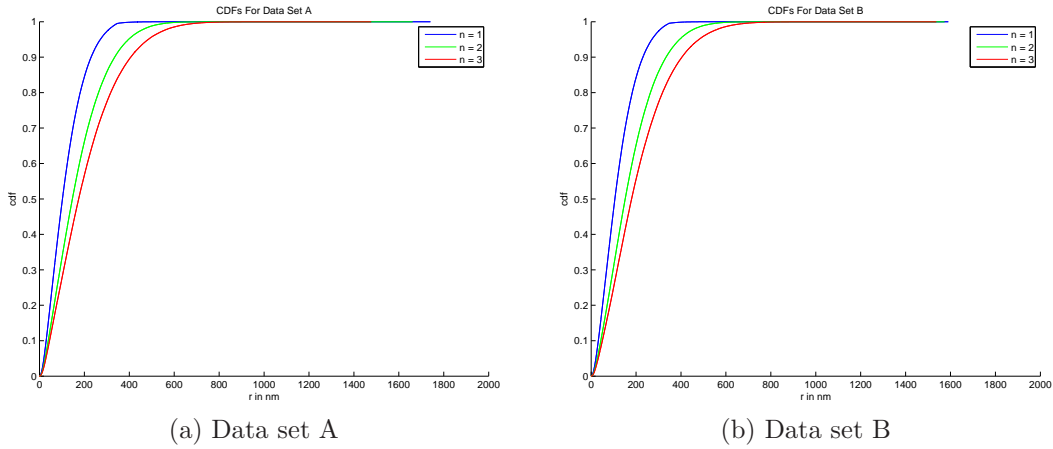 CDFs For Data Set A
1
0.9
0.8
0.7
0.6
0.5
0.4
0.3
0.2
0.1
0
cdf
0 200 400 600 800 1000 1200 1400 1600 1800 2000
r in nm
n = 1
n = 2
n = 3
(a) Data set A
CDFs For Data Set B
1
0.9
0.8
0.7
0.6
0.5
0.4
0.3
0.2
0.1
0
cdf
0 200 400 600 800 1000 1200 1400 1600 1800 2000
r in nm
n = 1
n = 2
n = 3
(b) Data set B